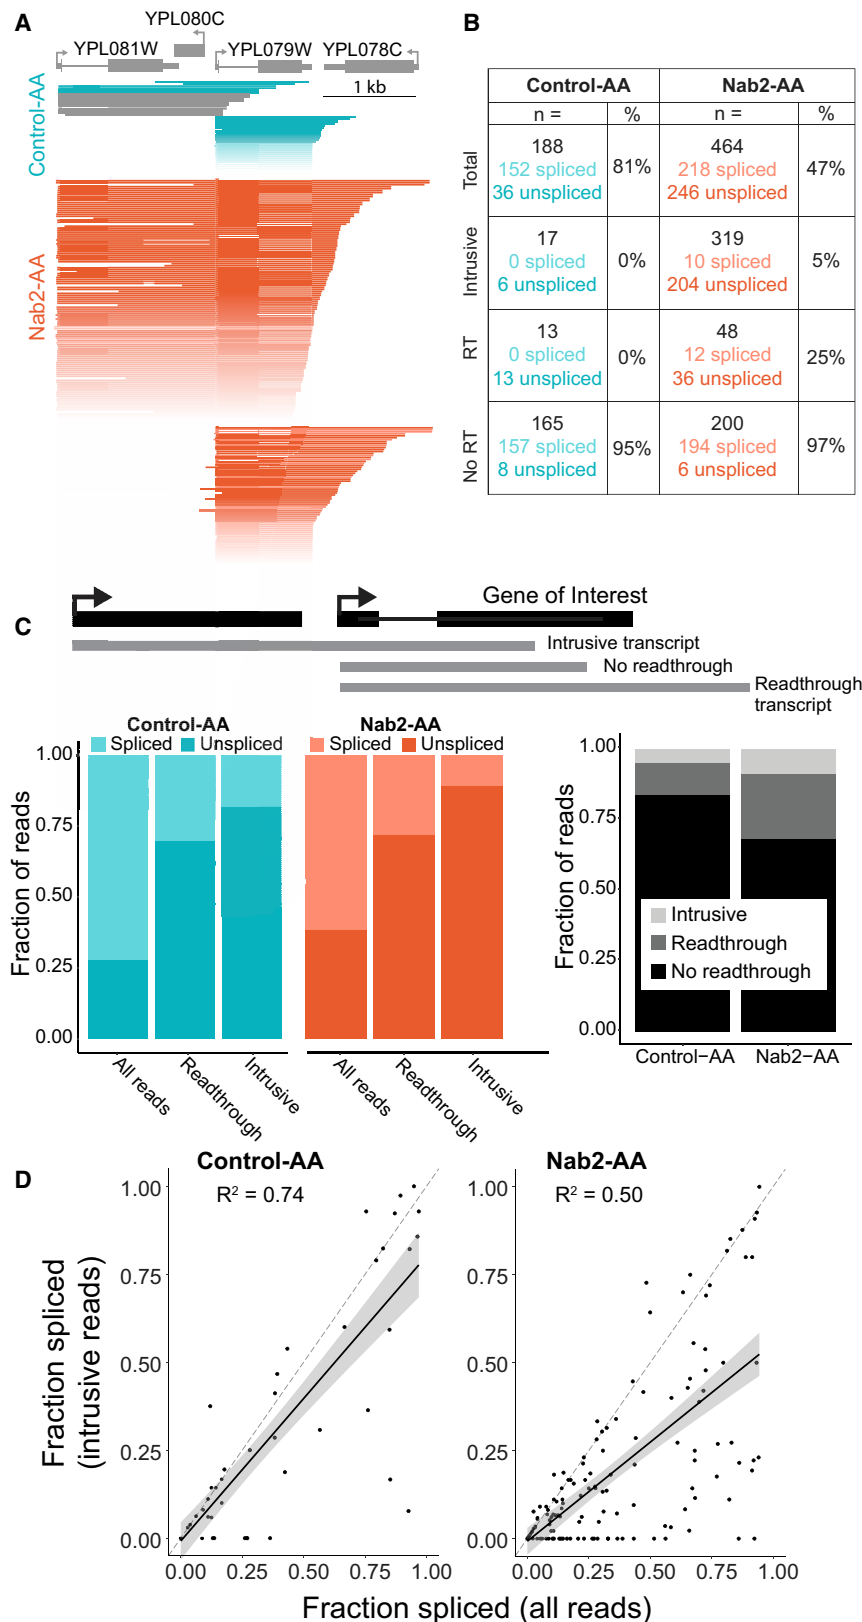 A
YPL080C
YPL081W
YPL079W
YPL078C
1 kb
Control-AA
Nab2-AA
B
Control-AA Nab2-AA
n = % n = %
Total
188
152 spliced
36 unspliced
81%
464
218 spliced
246 unspliced
47%
Intrusive
17
0 spliced
6 unspliced
0%
319
10 spliced
204 unspliced
5%
RT
13
0 spliced
13 unspliced
0%
48
12 spliced
36 unspliced
25%
No RT
165
157 spliced
8 unspliced
95%
200
194 spliced
6 unspliced
97%
C
Gene of Interest
Intrusive transcript
No readthrough
Readthrough
transcript
Control-AA
Spliced Unspliced
Nab2-AA
Spliced Unspliced
Fraction of reads
1.00
0.75
0.50
0.25
0.00
All reads
Readthrough
Intrusive
All reads
Readthrough
Intrusive
Fraction of reads
1.00
0.75
0.50
0.25
0.00
Intrusive
Readthrough
No readthrough
Control-AA
Nab2-AA
D
Control-AA
R² = 0.74
Nab2-AA
R² = 0.50
Fraction spliced
(intrusive reads)
1.00
0.75
0.50
0.25
0.00
0.00 0.25 0.50 0.75 1.00
1.00
0.75
0.50
0.25
0.00
0.00 0.25 0.50 0.75 1.00
Fraction spliced (all reads)